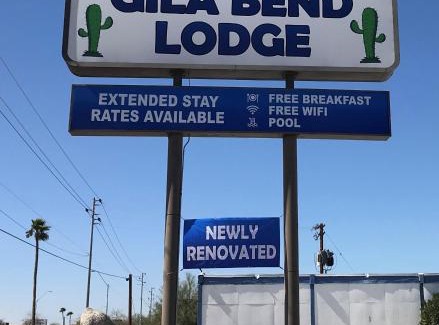 GILA BEND
LODGE
EXTENDED STAY
RATES AVAILABLE
FREE BREAKFAST
FREE WIFI
POOL
NEWLY
RENOVATED